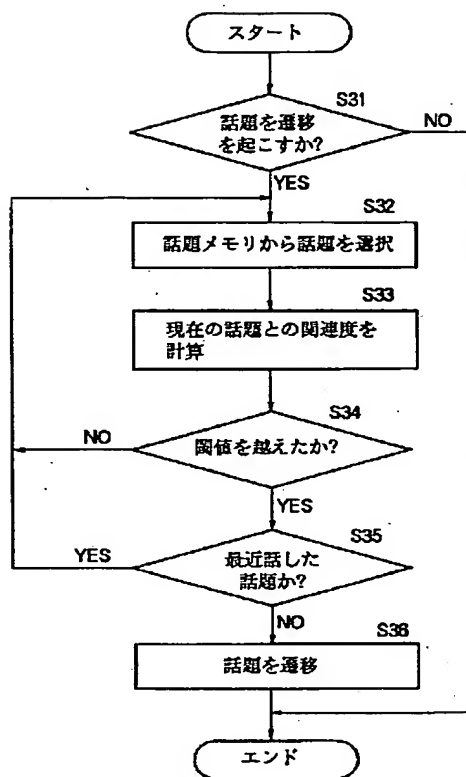 スタート
S31
話題を遷移
を起こすか?
NO
YES
S32
話題メモリから話題を選択
S33
現在の話題との関連度を
計算
S34
閾値を越えたか?
NO
YES
S35
最近話した
話題か?
YES
NO
S36
話題を遷移
エンド